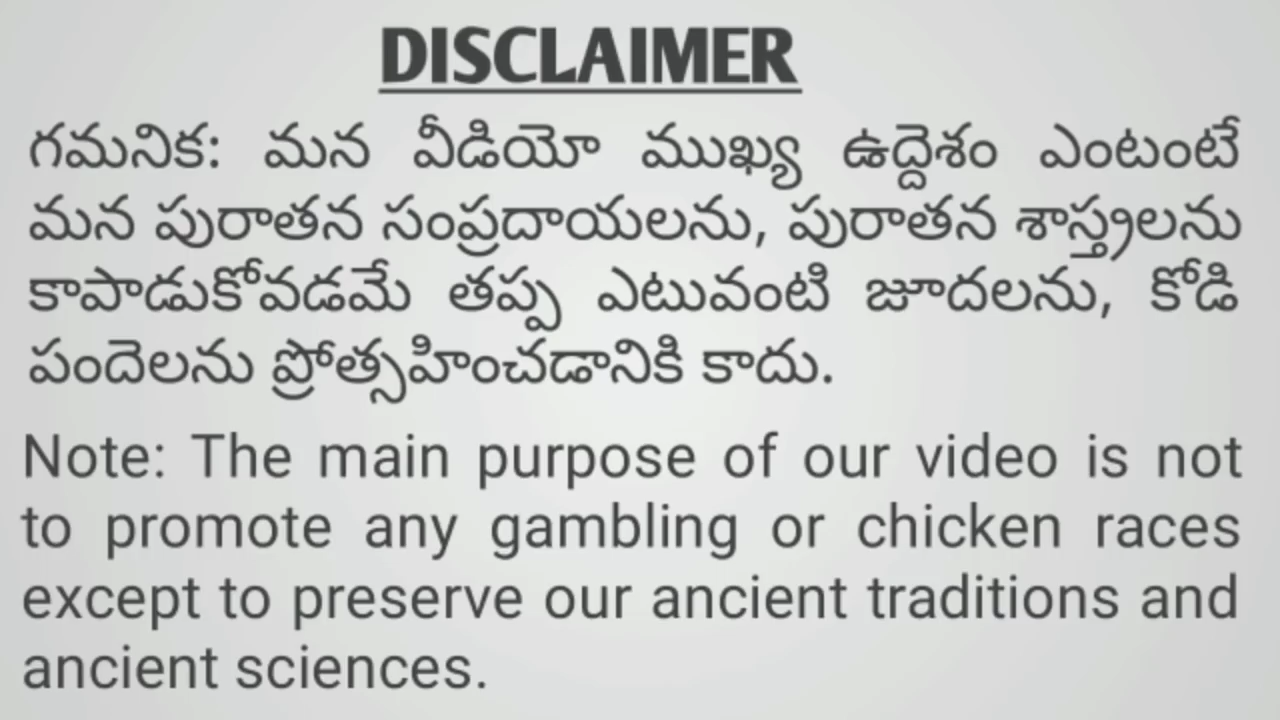 DISCLAIMER
గమనిక: మన వీడియో ముఖ్య ఉద్దెశం ఎంటంటే
మన పురాతన సంప్రదాయలను, పురాతన శాస్త్రలను
కాపాడుకోవడమే తప్ప ఎటువంటి జూదలను, కోడి
పందెలను ప్రోత్సహించడానికి కాదు.
Note: The main purpose of our video is not
to promote any gambling or chicken races
except to preserve our ancient traditions and
ancient sciences.